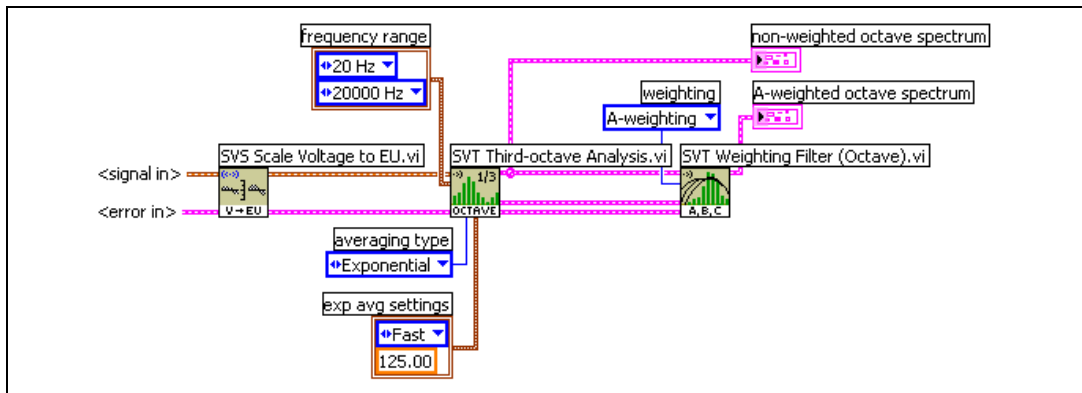 frequency range
20 Hz
20000 Hz
non-weighted octave spectrum
weighting
A-weighting
A-weighted octave spectrum
SVS Scale Voltage to EU.vi
SVT Third-octave Analysis.vi
SVT Weighting Filter (Octave).vi
<signal in>
<error in>
V→EU
1/3
OCTAVE
A,B,C
averaging type
Exponential
exp avg settings
Fast
125.00